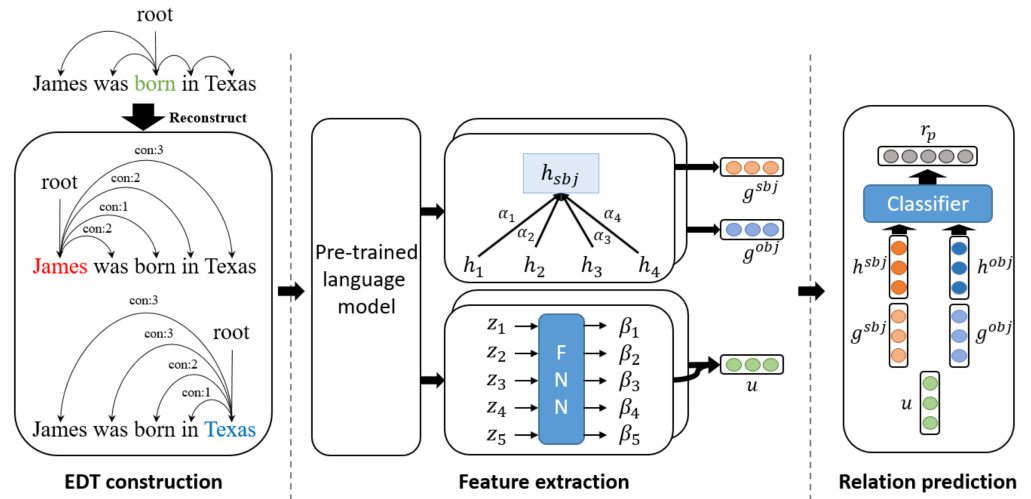 root
James was born in Texas
Reconstruct
con:3
root
con:2
con:1
con:2
James was born in Texas
con:3
con:3
root
con:2
con:1
James was born in Texas
EDT construction
Pre-trained
language
model
h_sbj
α₁
α₂
α₃
α₄
h₁ h₂ h₃ h₄
g^sbj
g^obj
z₁ β₁
z₂ F β₂
z₃ N β₃
z₄ N β₄
z₅ β₅
u
Feature extraction
r_p
Classifier
h^sbj h^obj
g^sbj g^obj
u
Relation prediction